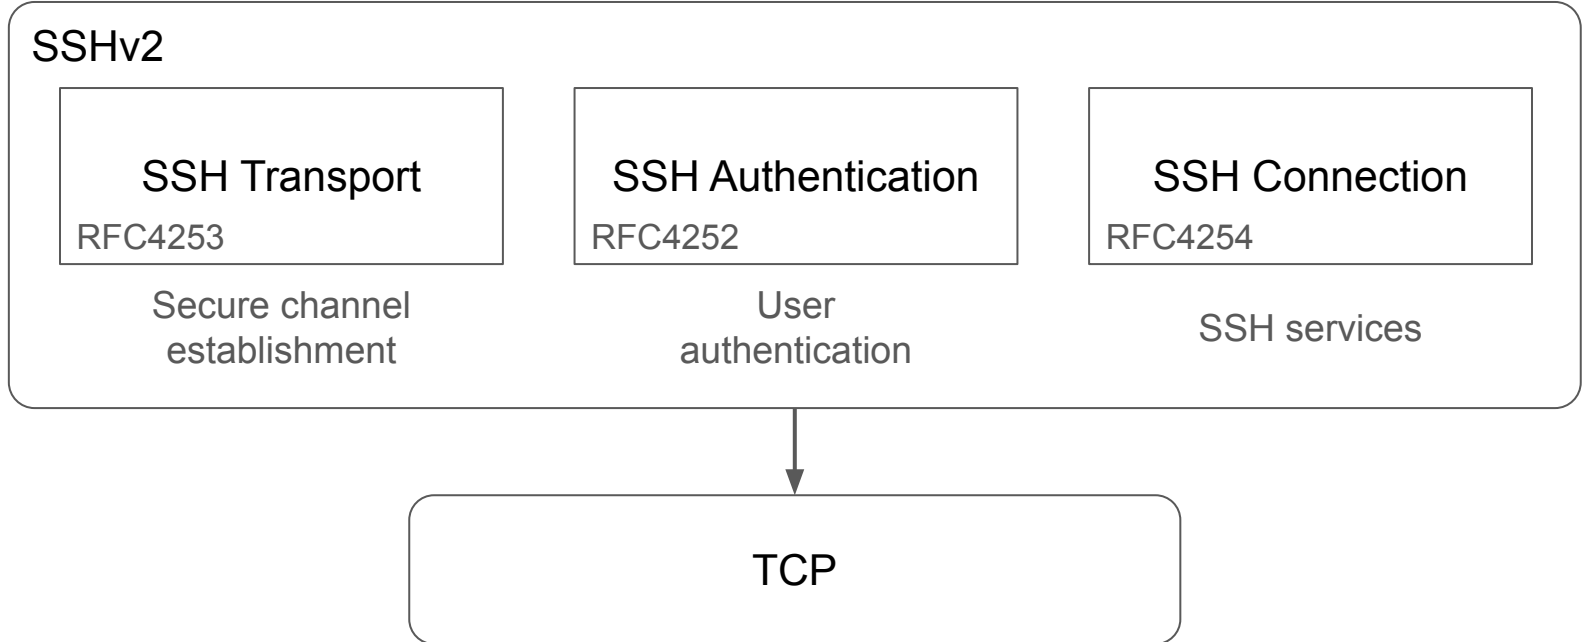 SSHv2
SSH Transport
RFC4253
Secure channel
establishment
SSH Authentication
RFC4252
User
authentication
SSH Connection
RFC4254
SSH services
TCP